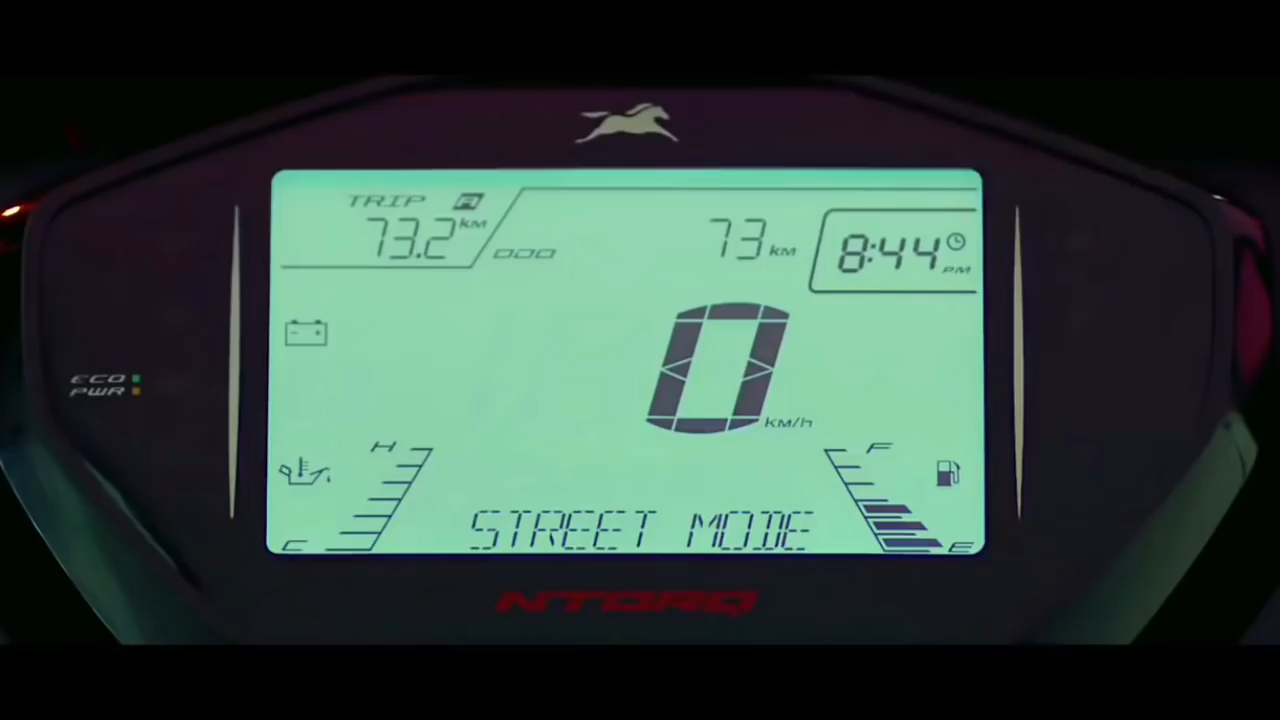 TRIP A
73.2 KM
73 KM
8:44 PM
ECO
PWR
0 KM/h
H
F
STREET MODE
C
E
NTORQ